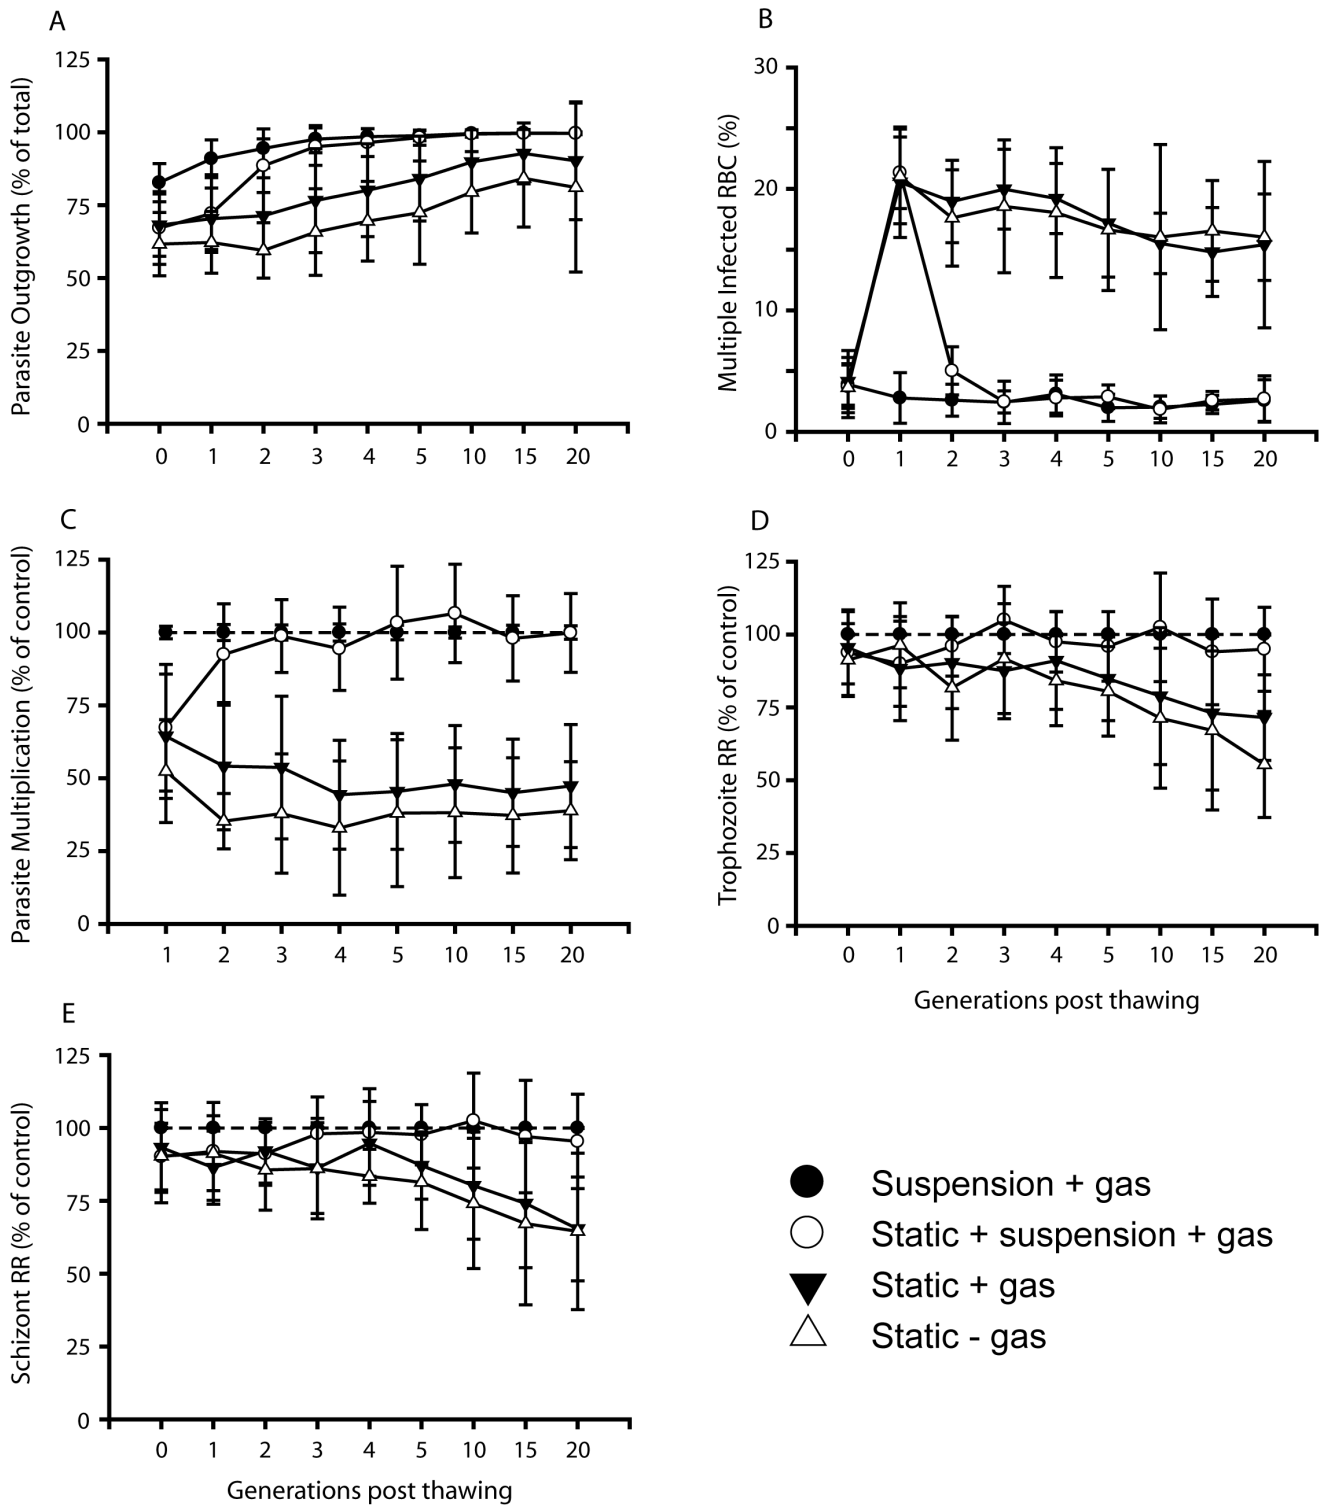 A
Parasite Outgrowth (% of total)
125
100
75
50
25
0
0 1 2 3 4 5 10 15 20
B
Multiple Infected RBC (%)
30
20
10
0
0 1 2 3 4 5 10 15 20
C
Parasite Multiplication (% of control)
125
100
75
50
25
0
1 2 3 4 5 10 15 20
D
Trophozoite RR (% of control)
125
100
75
50
25
0
0 1 2 3 4 5 10 15 20
Generations post thawing
E
Schizont RR (% of control)
125
100
75
50
25
0
0 1 2 3 4 5 10 15 20
Generations post thawing
Suspension + gas
Static + suspension + gas
Static + gas
Static - gas